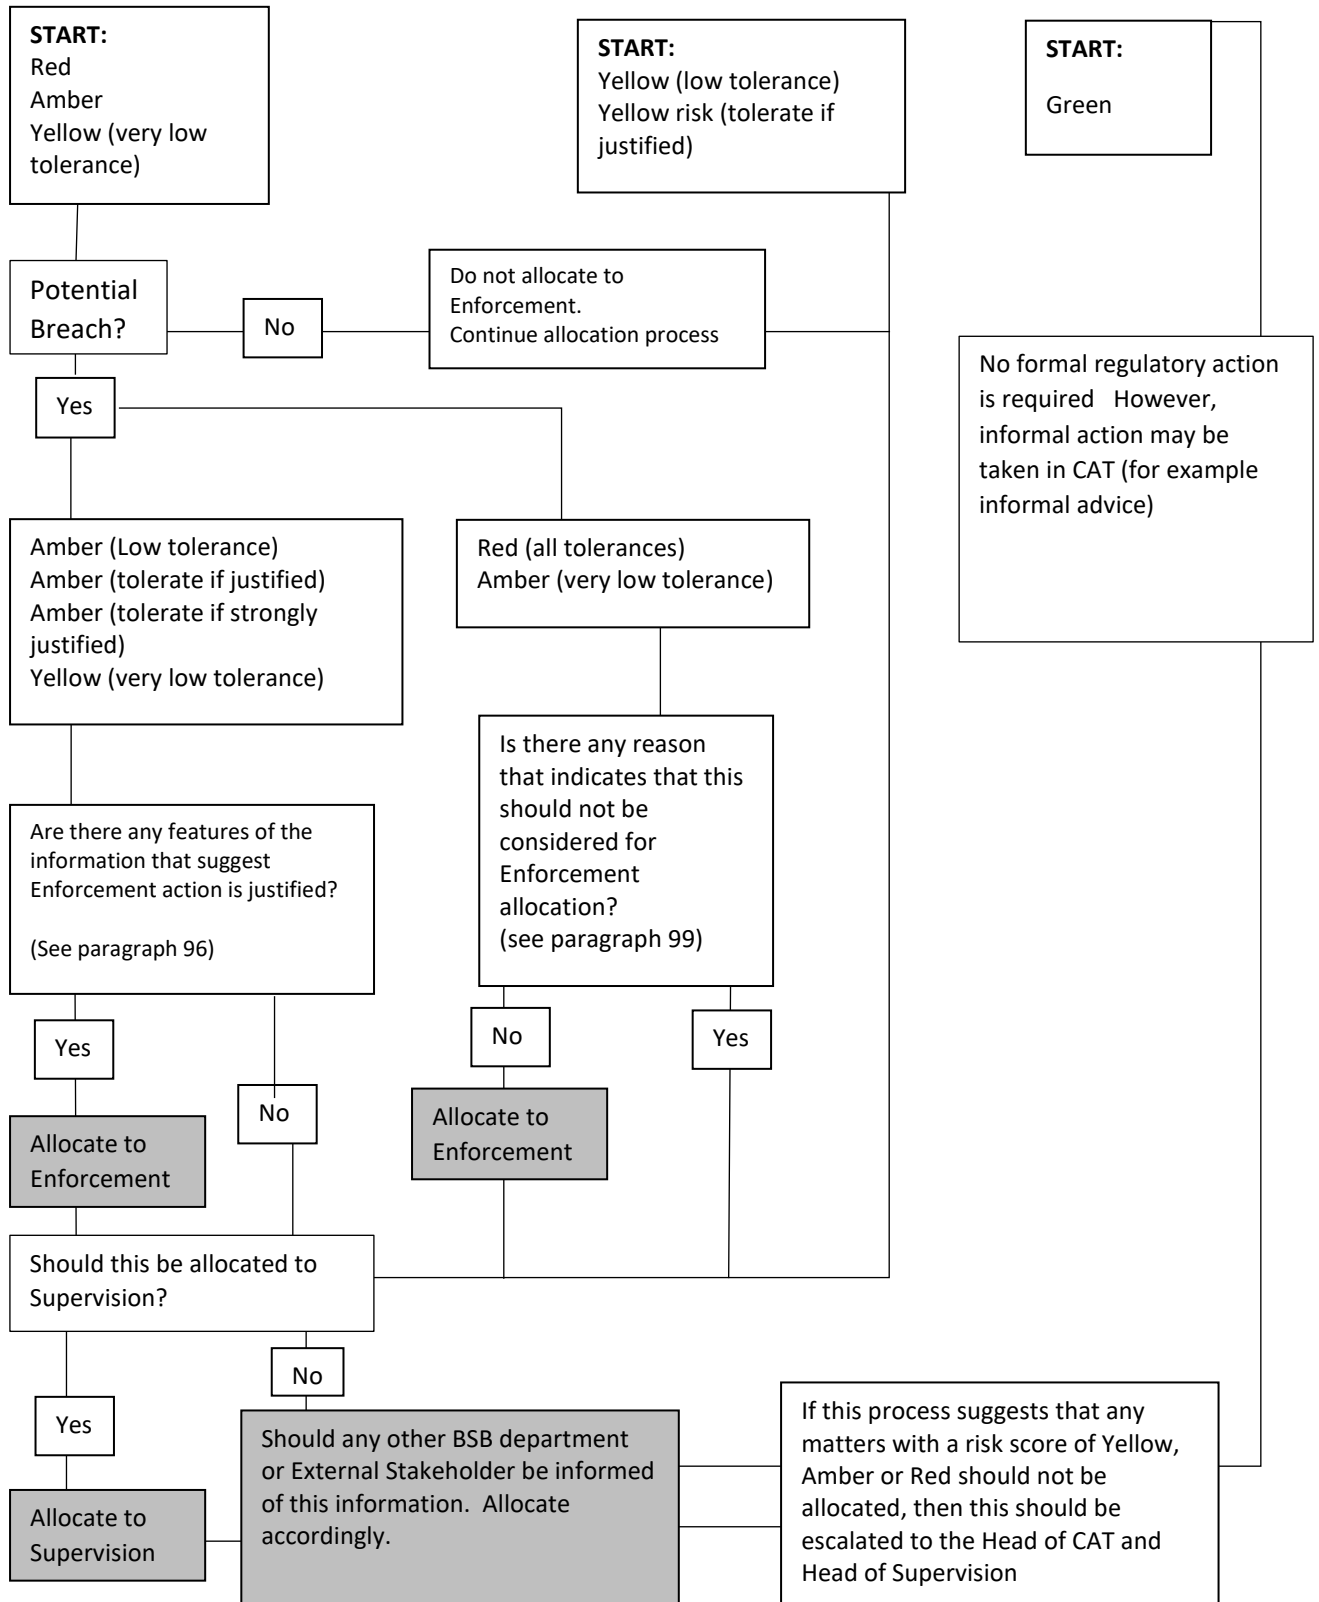 START:
Red
Amber
Yellow (very low
tolerance)
START:
Yellow (low tolerance)
Yellow risk (tolerate if
justified)
START:
Green
Potential
Breach?
No
Do not allocate to
Enforcement.
Continue allocation process
Yes
No formal regulatory action
is required   However,
informal action may be
taken in CAT (for example
informal advice)
Amber (Low tolerance)
Amber (tolerate if justified)
Amber (tolerate if strongly
justified)
Yellow (very low tolerance)
Red (all tolerances)
Amber (very low tolerance)
Is there any reason
that indicates that this
should not be
considered for
Enforcement
allocation?
(see paragraph 99)
Are there any features of the
information that suggest
Enforcement action is justified?
(See paragraph 96)
Yes
No
No
Yes
Allocate to
Enforcement
Allocate to
Enforcement
Should this be allocated to
Supervision?
No
Yes
Allocate to
Supervision
Should any other BSB department
or External Stakeholder be informed
of this information.  Allocate
accordingly.
If this process suggests that any
matters with a risk score of Yellow,
Amber or Red should not be
allocated, then this should be
escalated to the Head of CAT and
Head of Supervision